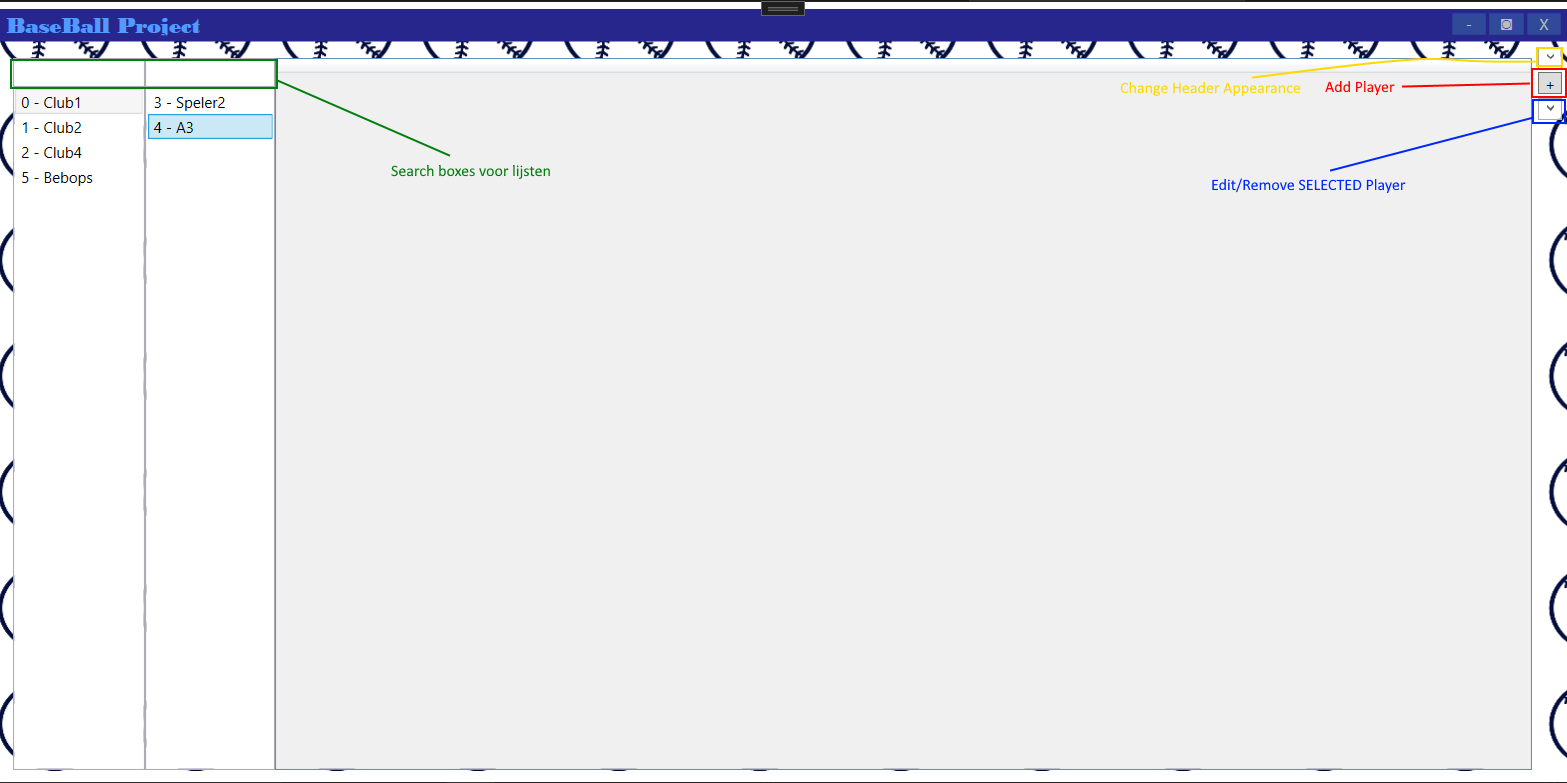 BaseBall Project
- ◙ X
Change Header Appearance
Add Player
+
0 - Club1
3 - Speler2
1 - Club2
4 - A3
2 - Club4
5 - Bebops
Search boxes voor lijsten
Edit/Remove SELECTED Player